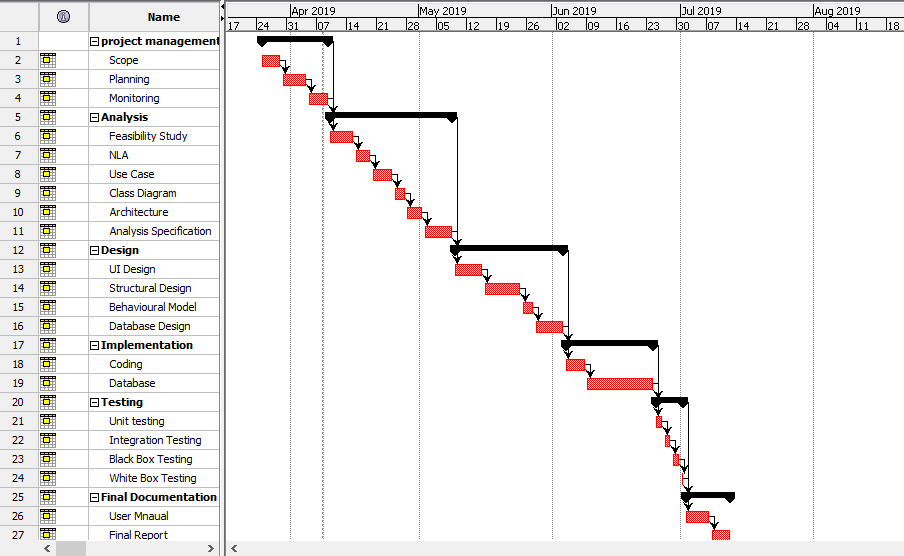 Name
Apr 2019 May 2019 Jun 2019 Jul 2019 Aug 2019
17 24 31 07 14 21 28 05 12 19 26 02 09 16 23 30 07 14 21 28 04 11 18
1 project management
2 Scope
3 Planning
4 Monitoring
5 Analysis
6 Feasibility Study
7 NLA
8 Use Case
9 Class Diagram
10 Architecture
11 Analysis Specification
12 Design
13 UI Design
14 Structural Design
15 Behavioural Model
16 Database Design
17 Implementation
18 Coding
19 Database
20 Testing
21 Unit testing
22 Integration Testing
23 Black Box Testing
24 White Box Testing
25 Final Documentation
26 User Mnaual
27 Final Report